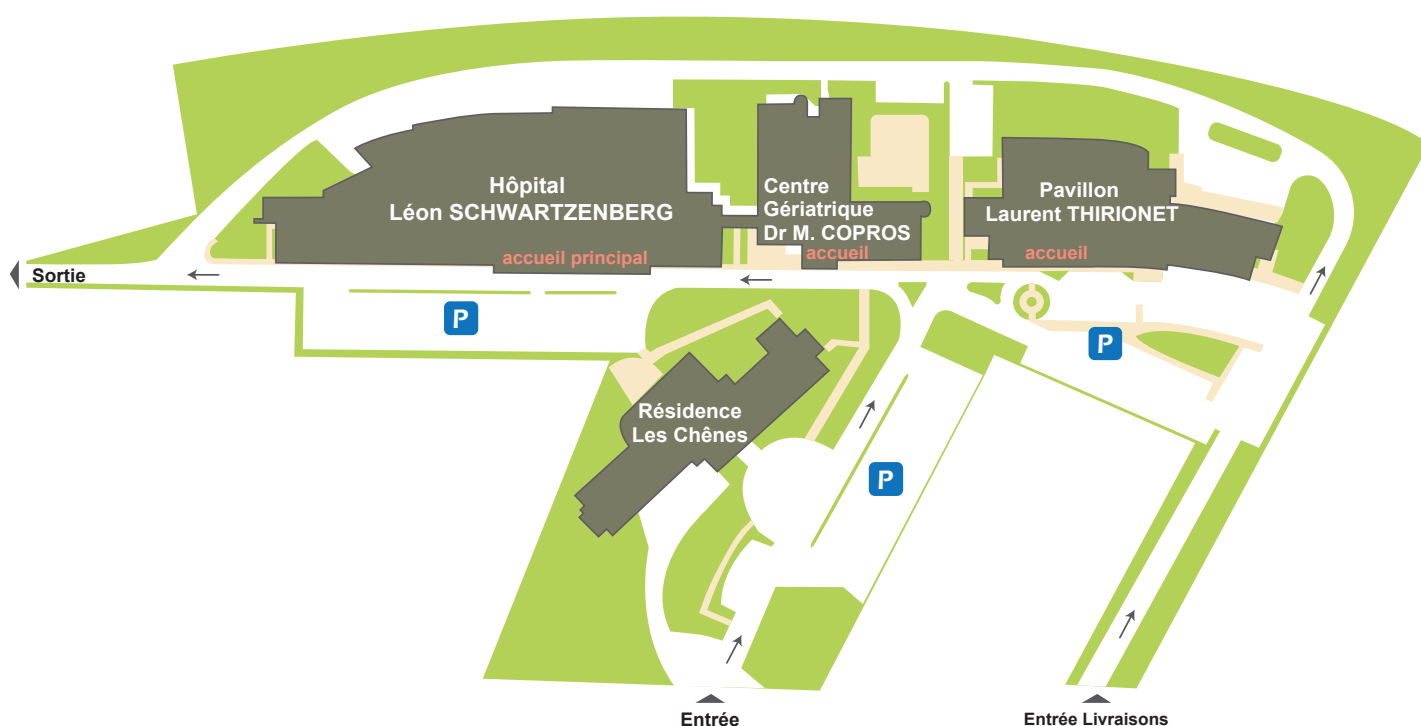 Hôpital
Léon SCHWARTZENBERG
accueil principal
Centre
Gériatrique
Dr M. COPROS
accueil
Pavillon
Laurent THIRIONET
accueil
Sortie
P
P
Résidence
Les Chênes
P
Entrée
Entrée Livraisons